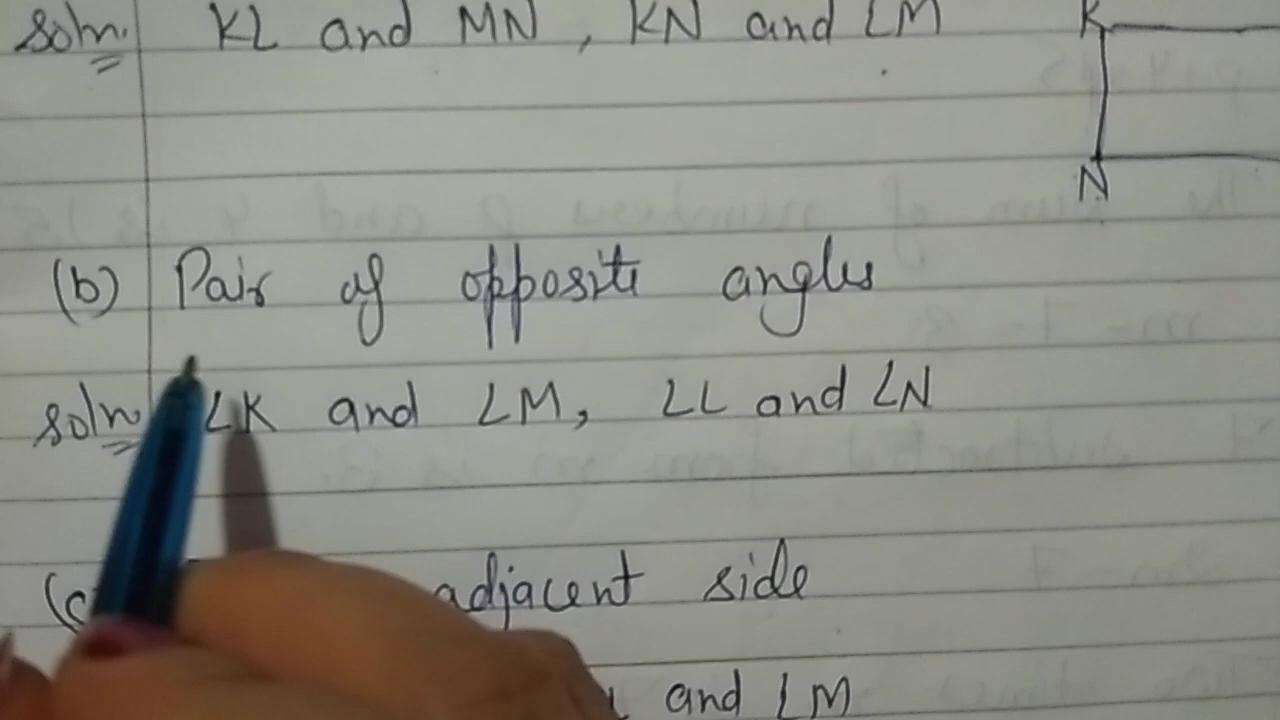 soln. KL and MN, KN and LM
K
N
(b) Pair of opposite angles
soln. ∠K and ∠M, ∠L and ∠N
(c adjacent side
and LM